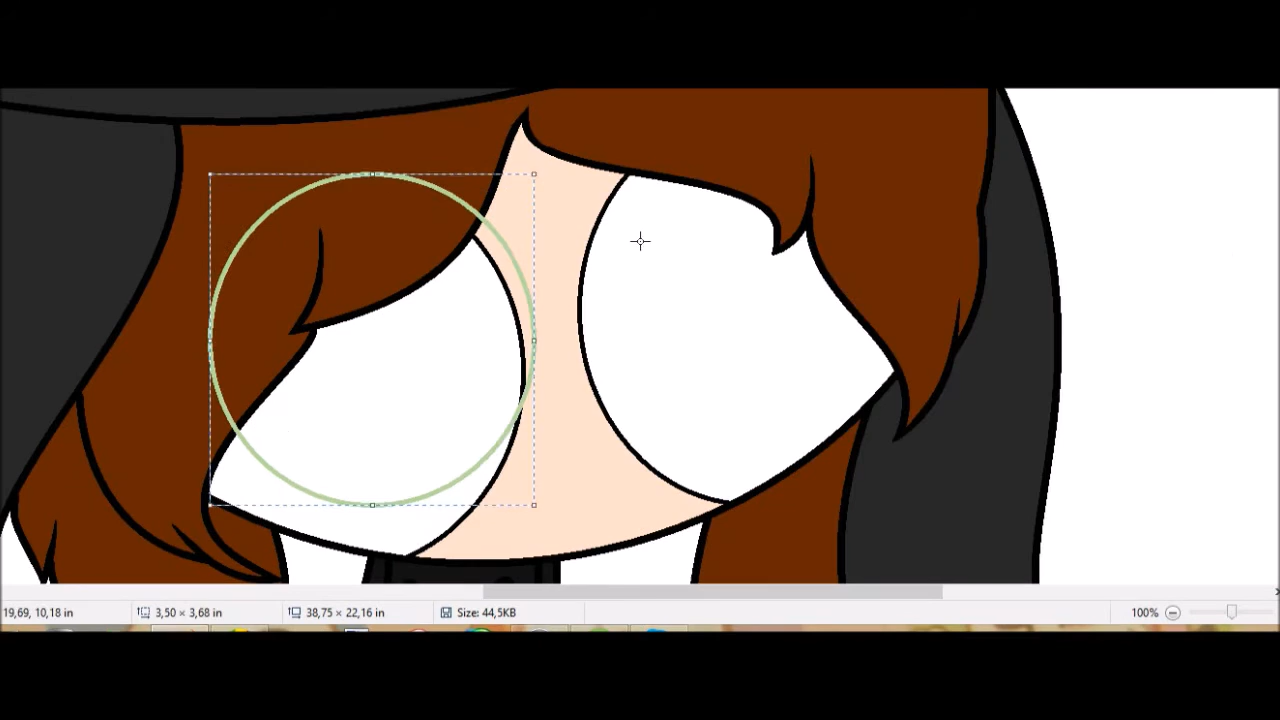 19,69, 10,18 in 3,50 × 3,68 in 38,75 × 22,16 in Size: 44,5KB 100%